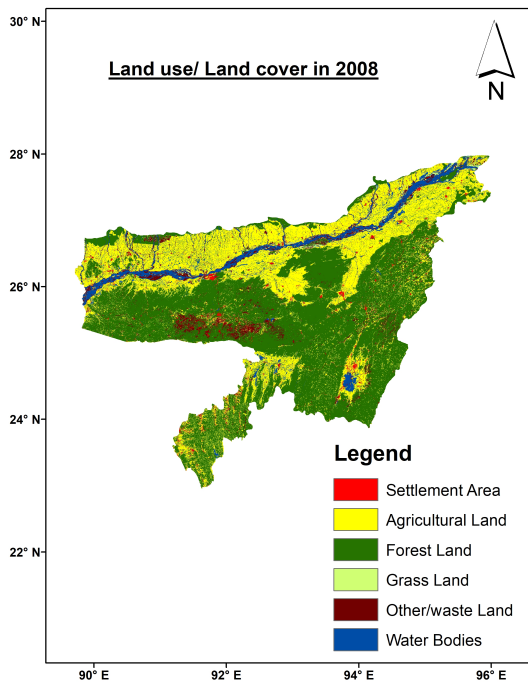 30° N
Land use/ Land cover in 2008
N
28° N
26° N
24° N
22° N
Legend
Settlement Area
Agricultural Land
Forest Land
Grass Land
Other/waste Land
Water Bodies
90° E 92° E 94° E 96° E